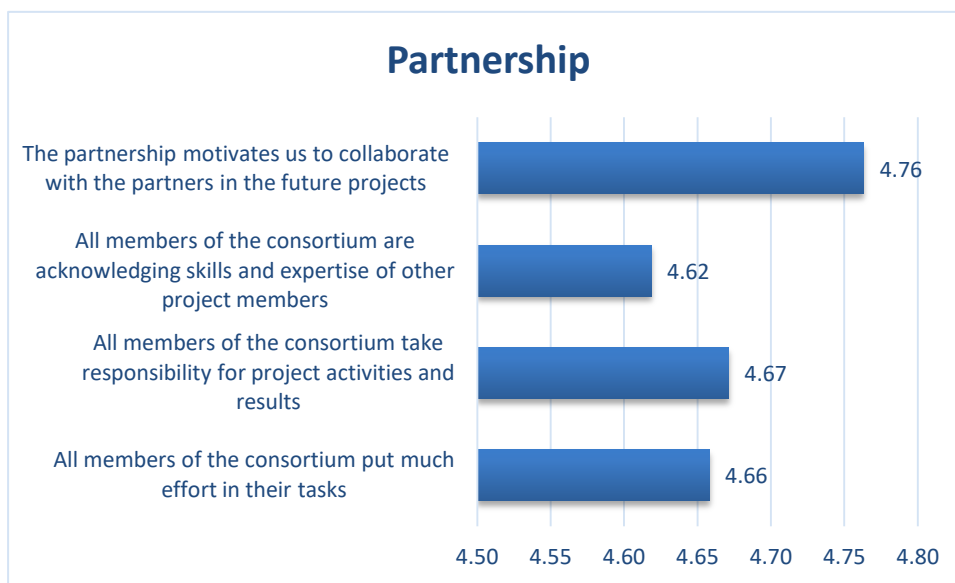 Partnership
The partnership motivates us to collaborate
with the partners in the future projects
4.76
All members of the consortium are
acknowledging skills and expertise of other
project members
4.62
All members of the consortium take
responsibility for project activities and
results
4.67
All members of the consortium put much
effort in their tasks
4.66
4.50 4.55 4.60 4.65 4.70 4.75 4.80